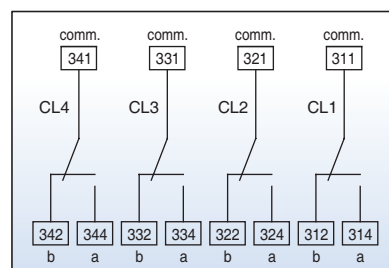 comm. comm. comm. comm.
341 331 321 311
CL4 CL3 CL2 CL1
342 344 332 334 322 324 312 314
b a b a b a b a